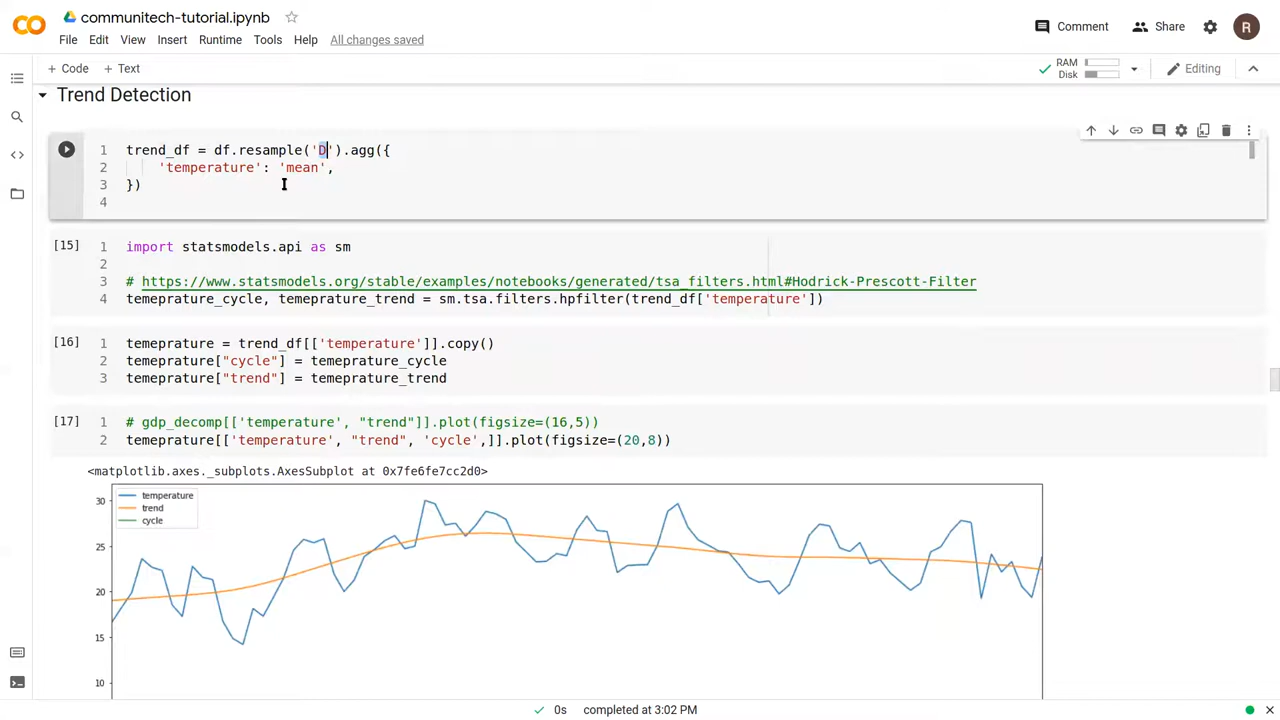 communitech-tutorial.ipynb
Comment
Share
R
File Edit View Insert Runtime Tools Help All changes saved
+ Code + Text
RAM
Disk
Editing
Trend Detection
1 trend_df = df.resample('D').agg({
2 'temperature': 'mean',
3 })
4
[15] 1 import statsmodels.api as sm
2
3 # https://www.statsmodels.org/stable/examples/notebooks/generated/tsa_filters.html#Hodrick-Prescott-Filter
4 temeprature_cycle, temeprature_trend = sm.tsa.filters.hpfilter(trend_df['temperature'])
[16] 1 temeprature = trend_df[['temperature']].copy()
2 temeprature["cycle"] = temeprature_cycle
3 temeprature["trend"] = temeprature_trend
[17] 1 # gdp_decomp[['temperature', "trend"]].plot(figsize=(16,5))
2 temeprature[['temperature', "trend", 'cycle',]].plot(figsize=(20,8))
<matplotlib.axes._subplots.AxesSubplot at 0x7fe6fe7cc2d0>
temperature
trend
cycle
30
25
20
15
10
0s completed at 3:02 PM